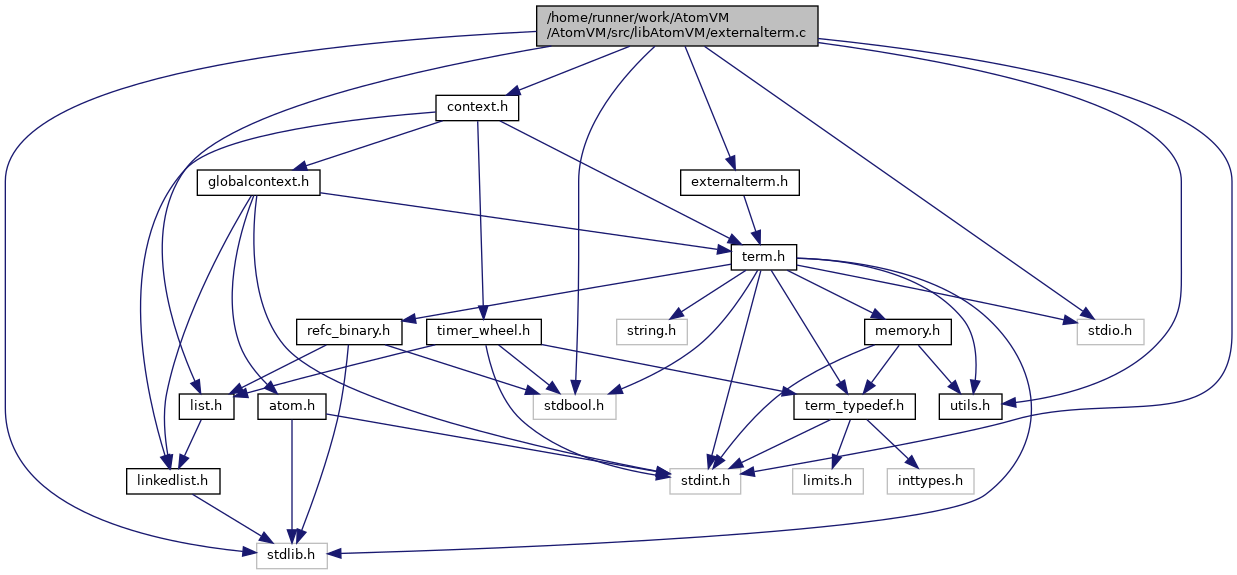 /home/runner/work/AtomVM
/AtomVM/src/libAtomVM/externalterm.c
context.h
globalcontext.h
externalterm.h
term.h
refc_binary.h
timer_wheel.h
string.h
memory.h
stdio.h
list.h
atom.h
stdbool.h
term_typedef.h
utils.h
linkedlist.h
stdint.h
limits.h
inttypes.h
stdlib.h